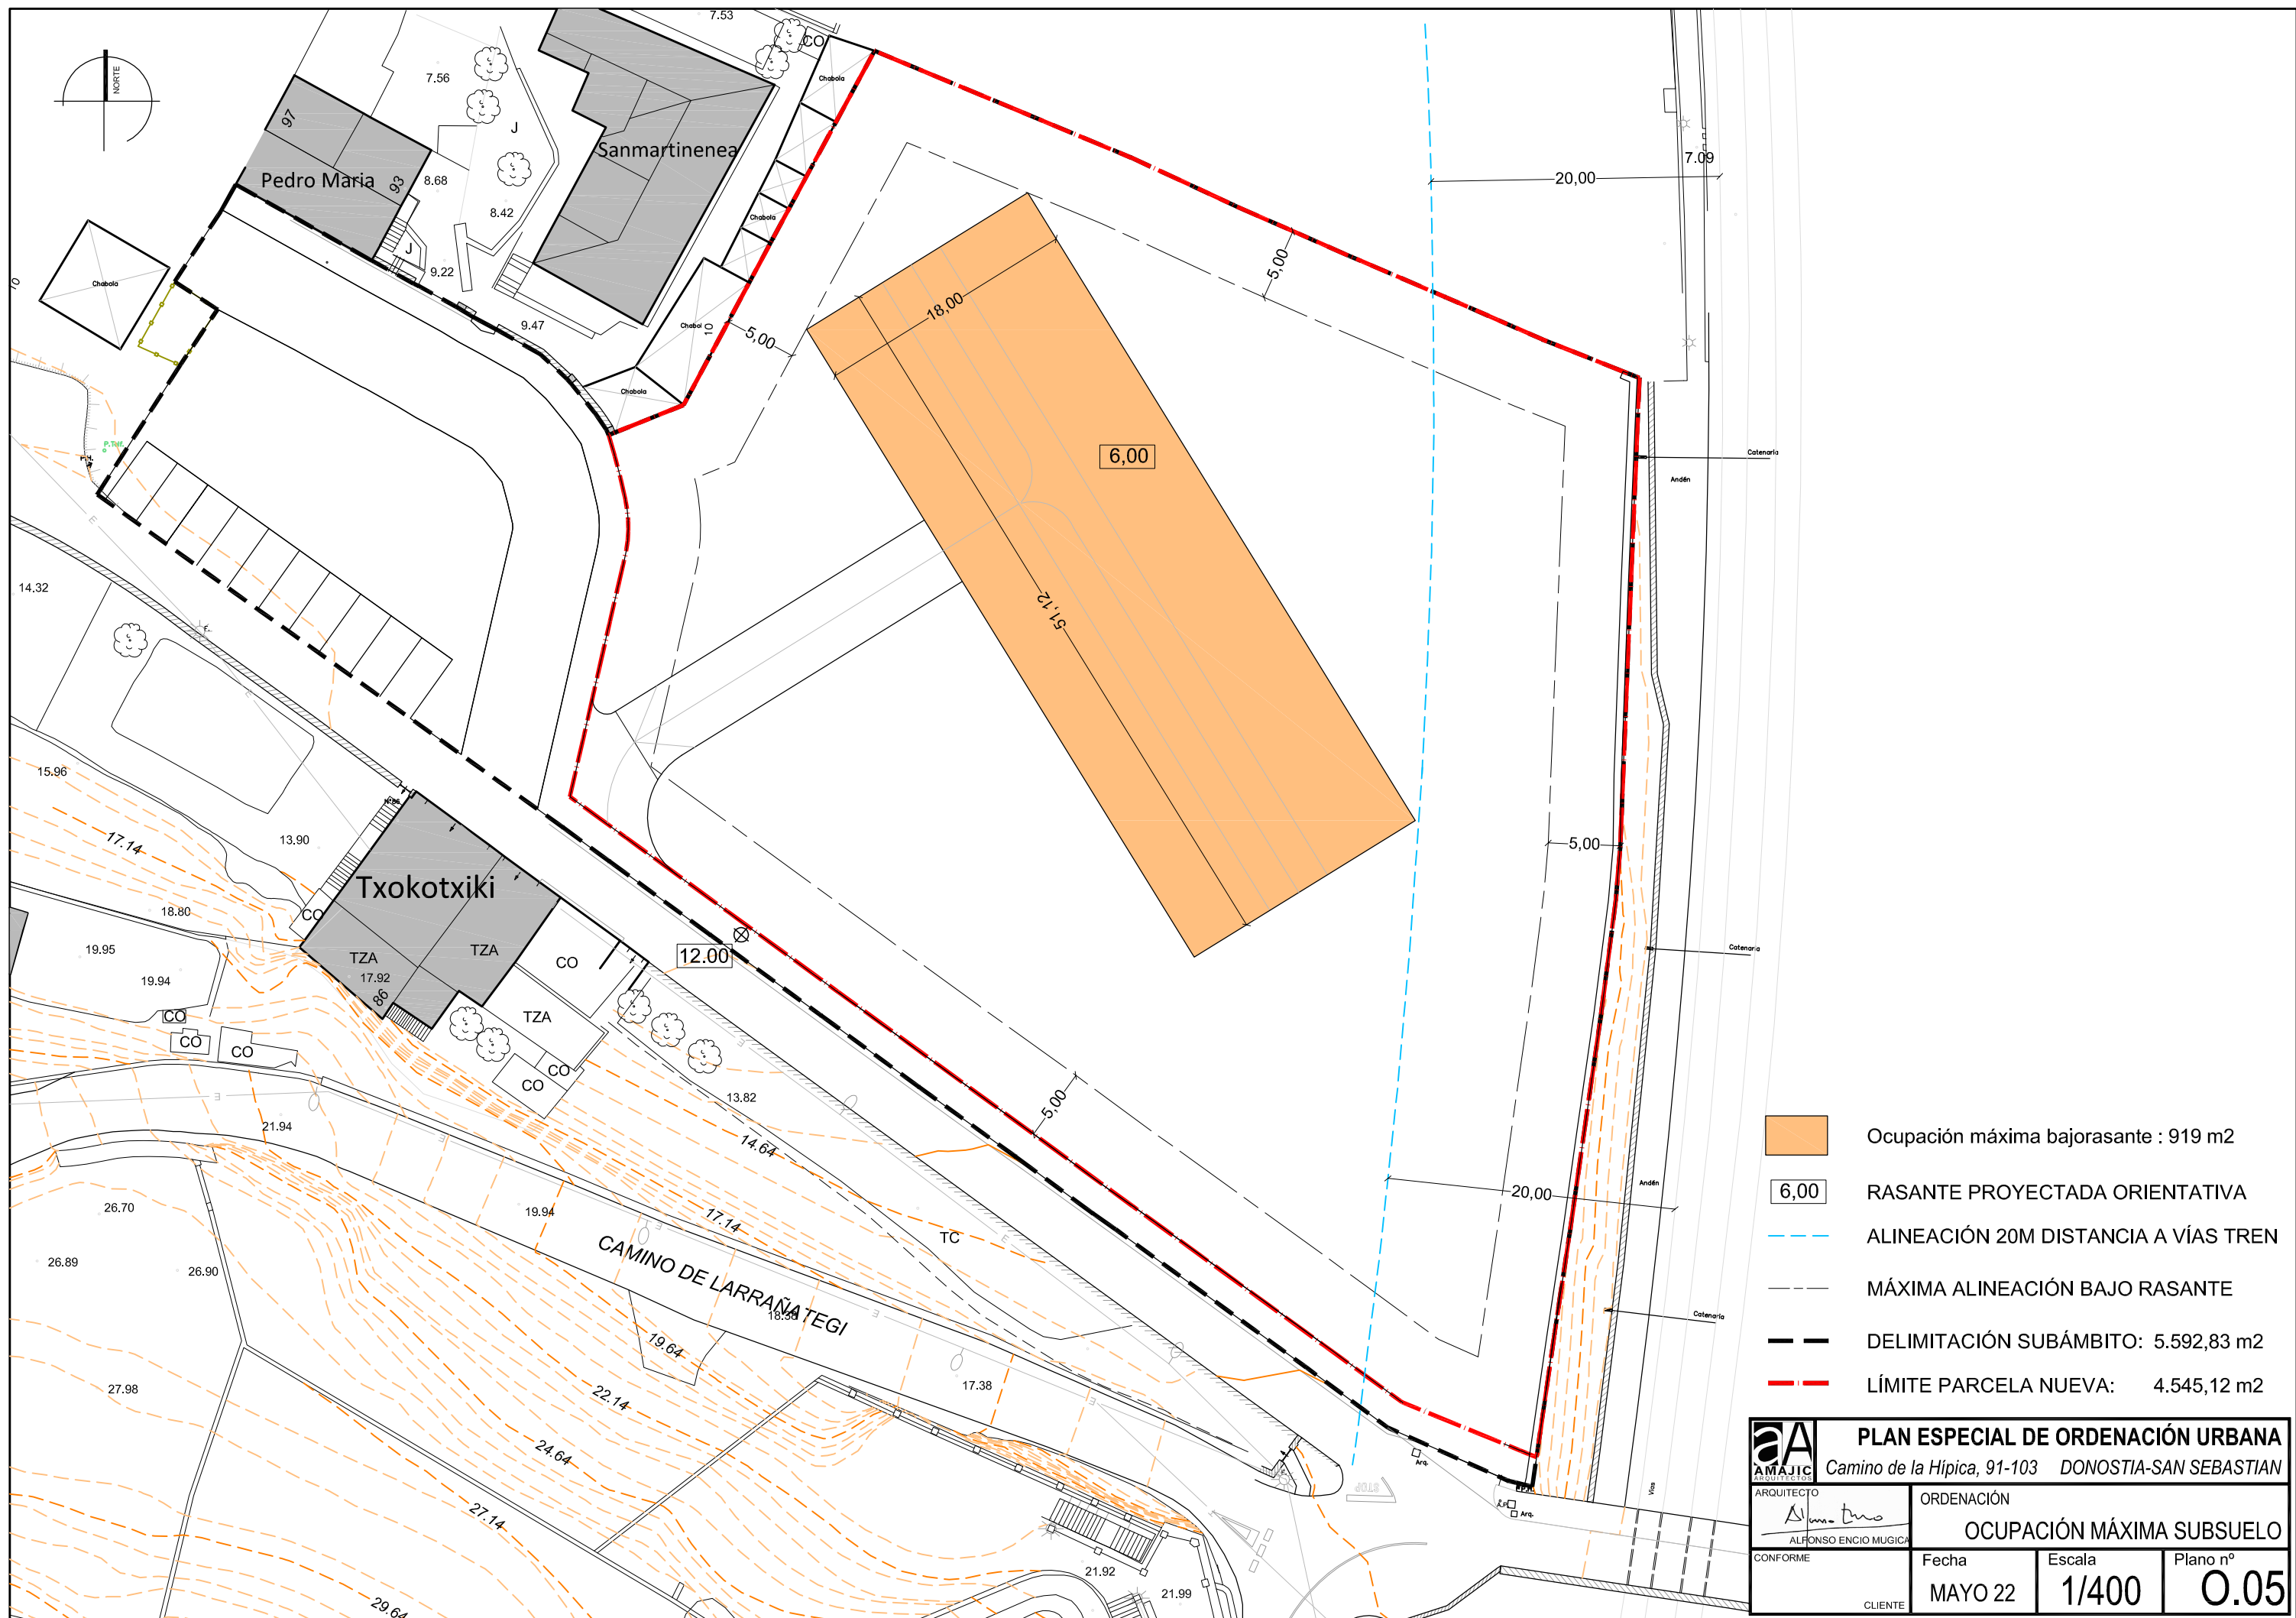 NORTE
7.53
CO
Chabola
7.56
97
J
Sanmartinenea
Pedro Maria
93
8.68
8.42
J
9.22
Chabola
Chabola
9.47
Chabol
10
5,00
Chabola
20,00
7.09
5,00
18,00
6,00
51,12
Catenaria
Andén
P.Telf.
14.32
15.96
17.14
13.90
Txokotxiki
CO
18.80
19.95
19.94
TZA
TZA
17.92
86
CO
CO
CO
CO
TZA
CO
CO
12.00
5,00
Catenaria
13.82
14.64
5,00
20,00
Andén
21.94
26.70
19.94
17.14
TC
26.89
26.90
CAMINO DE LARRAÑATEGI
18.38
19.64
Catenaria
27.98
22.14
17.38
24.64
27.14
29.64
Arq.
Arq.
STOP
Vías
21.92
21.99
Ocupación máxima bajorasante : 919 m2
6,00 RASANTE PROYECTADA ORIENTATIVA
ALINEACIÓN 20M DISTANCIA A VÍAS TREN
MÁXIMA ALINEACIÓN BAJO RASANTE
DELIMITACIÓN SUBÁMBITO: 5.592,83 m2
LÍMITE PARCELA NUEVA: 4.545,12 m2
aA
AMAJIC
ARQUITECTOS
PLAN ESPECIAL DE ORDENACIÓN URBANA
Camino de la Hípica, 91-103 DONOSTIA-SAN SEBASTIAN
ARQUITECTO
ALFONSO ENCIO MUGICA
ORDENACIÓN
OCUPACIÓN MÁXIMA SUBSUELO
CONFORME
CLIENTE
Fecha
MAYO 22
Escala
1/400
Plano nº
O.05